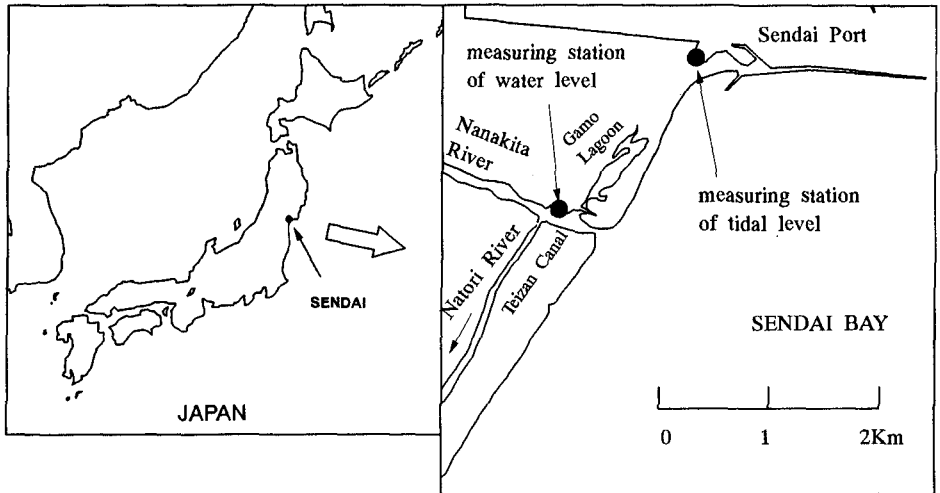 SENDAI
JAPAN
Sendai Port
measuring station
of water level
Nanakita
River
Gamo
Lagoon
measuring station
of tidal level
Natori River
Teizan Canal
SENDAI BAY
0 1 2Km